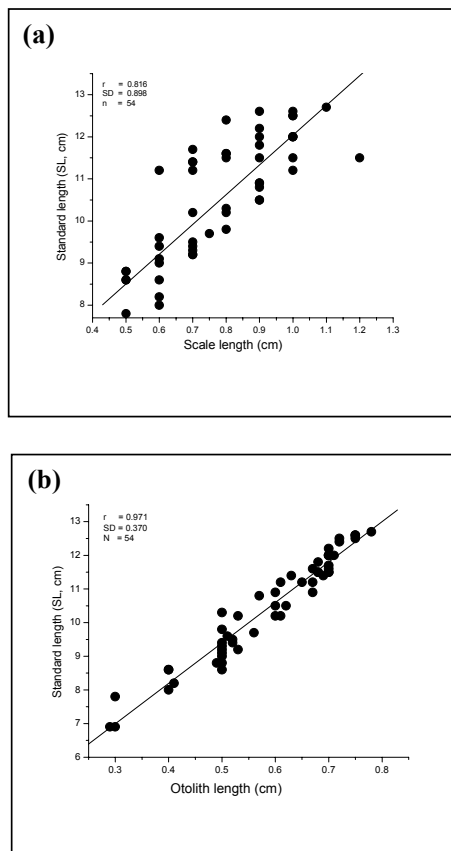 (a)
r = 0.816
SD = 0.898
n = 54
Standard length (SL, cm)
13
12
11
10
9
8
0.4 0.5 0.6 0.7 0.8 0.9 1.0 1.1 1.2 1.3
Scale length (cm)
(b)
r = 0.971
SD = 0.370
N = 54
Standard length (SL, cm)
13
12
11
10
9
8
7
6
0.3 0.4 0.5 0.6 0.7 0.8
Otolith length (cm)